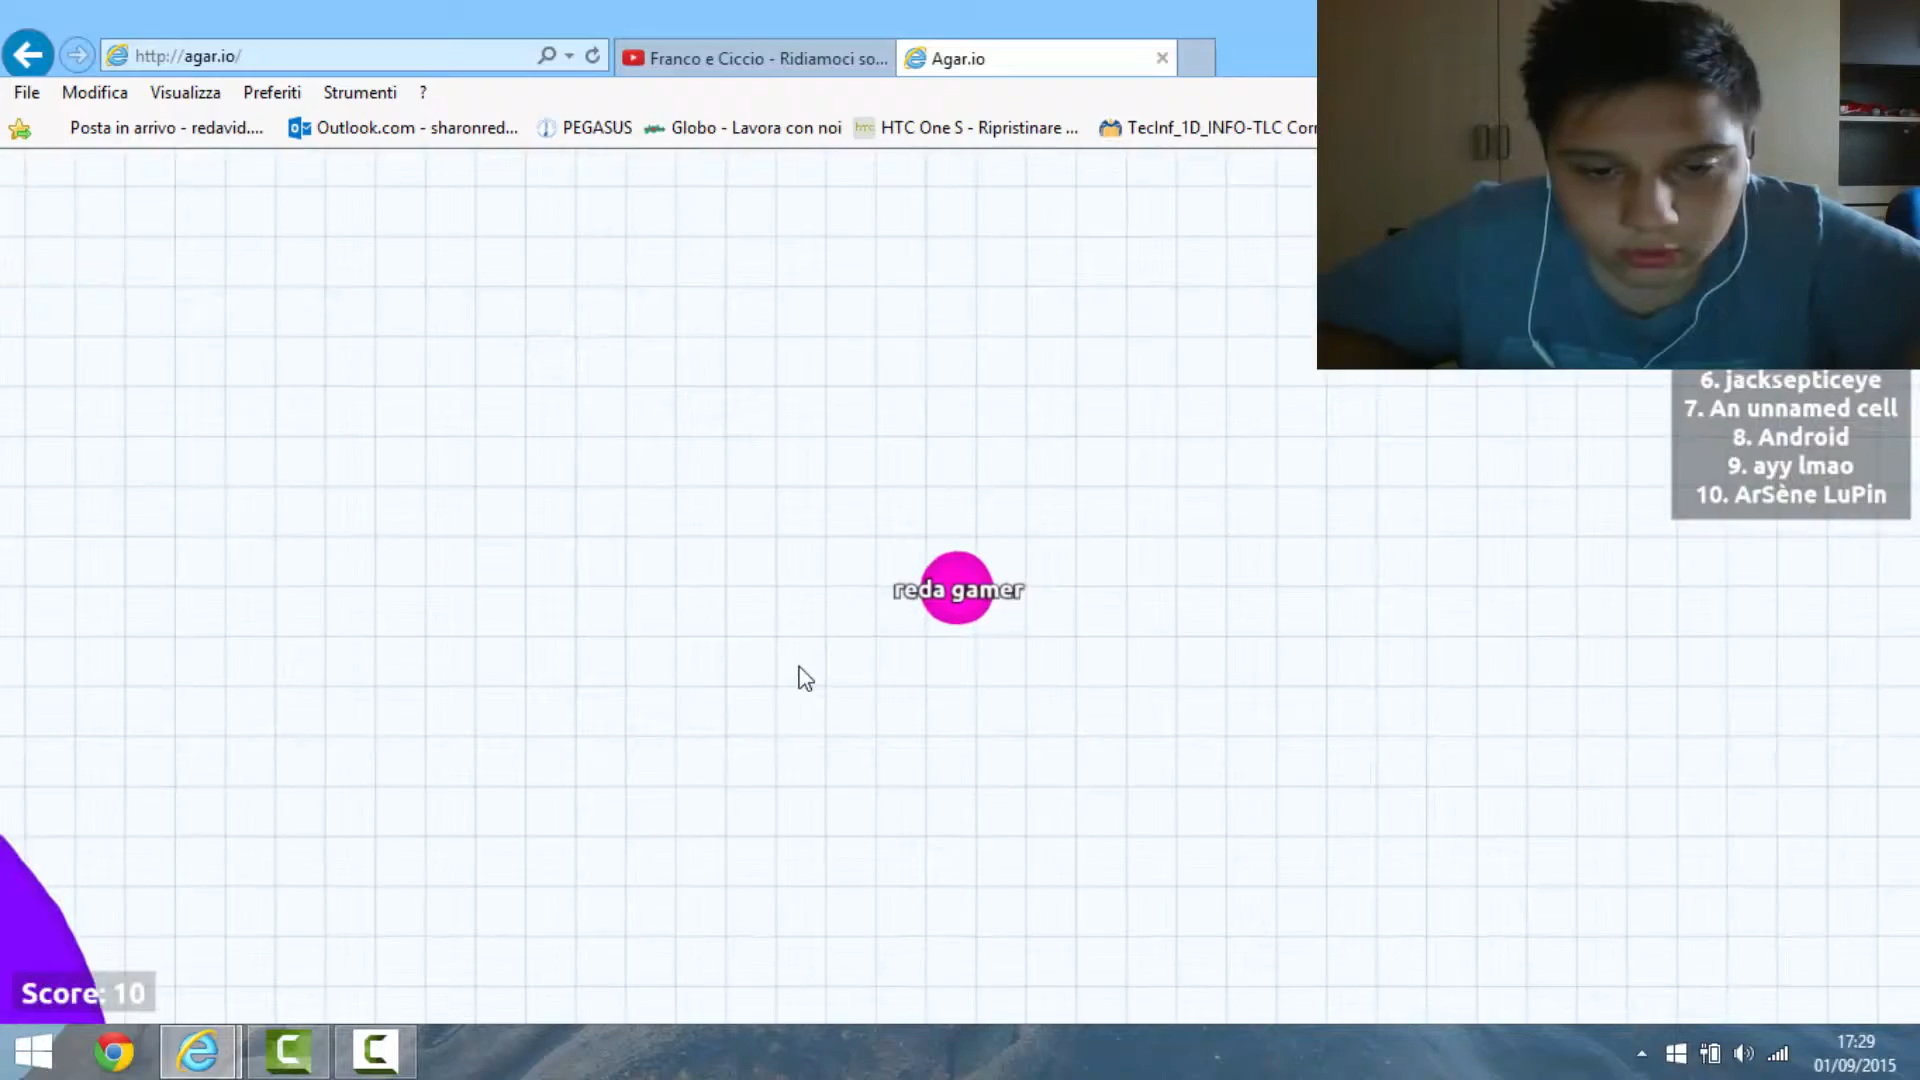 http://agar.io/
Franco e Ciccio - Ridiamoci so...
Agar.io
File Modifica Visualizza Preferiti Strumenti ?
Posta in arrivo - redavid.... Outlook.com - sharonred... PEGASUS Globo - Lavora con noi HTC One S - Ripristinare ... TecInf_1D_INFO-TLC Corr
6. jacksepticeye
7. An unnamed cell
8. Android
9. ayy lmao
10. ArSène LuPin
reda gamer
Score: 10
17:29
01/09/2015